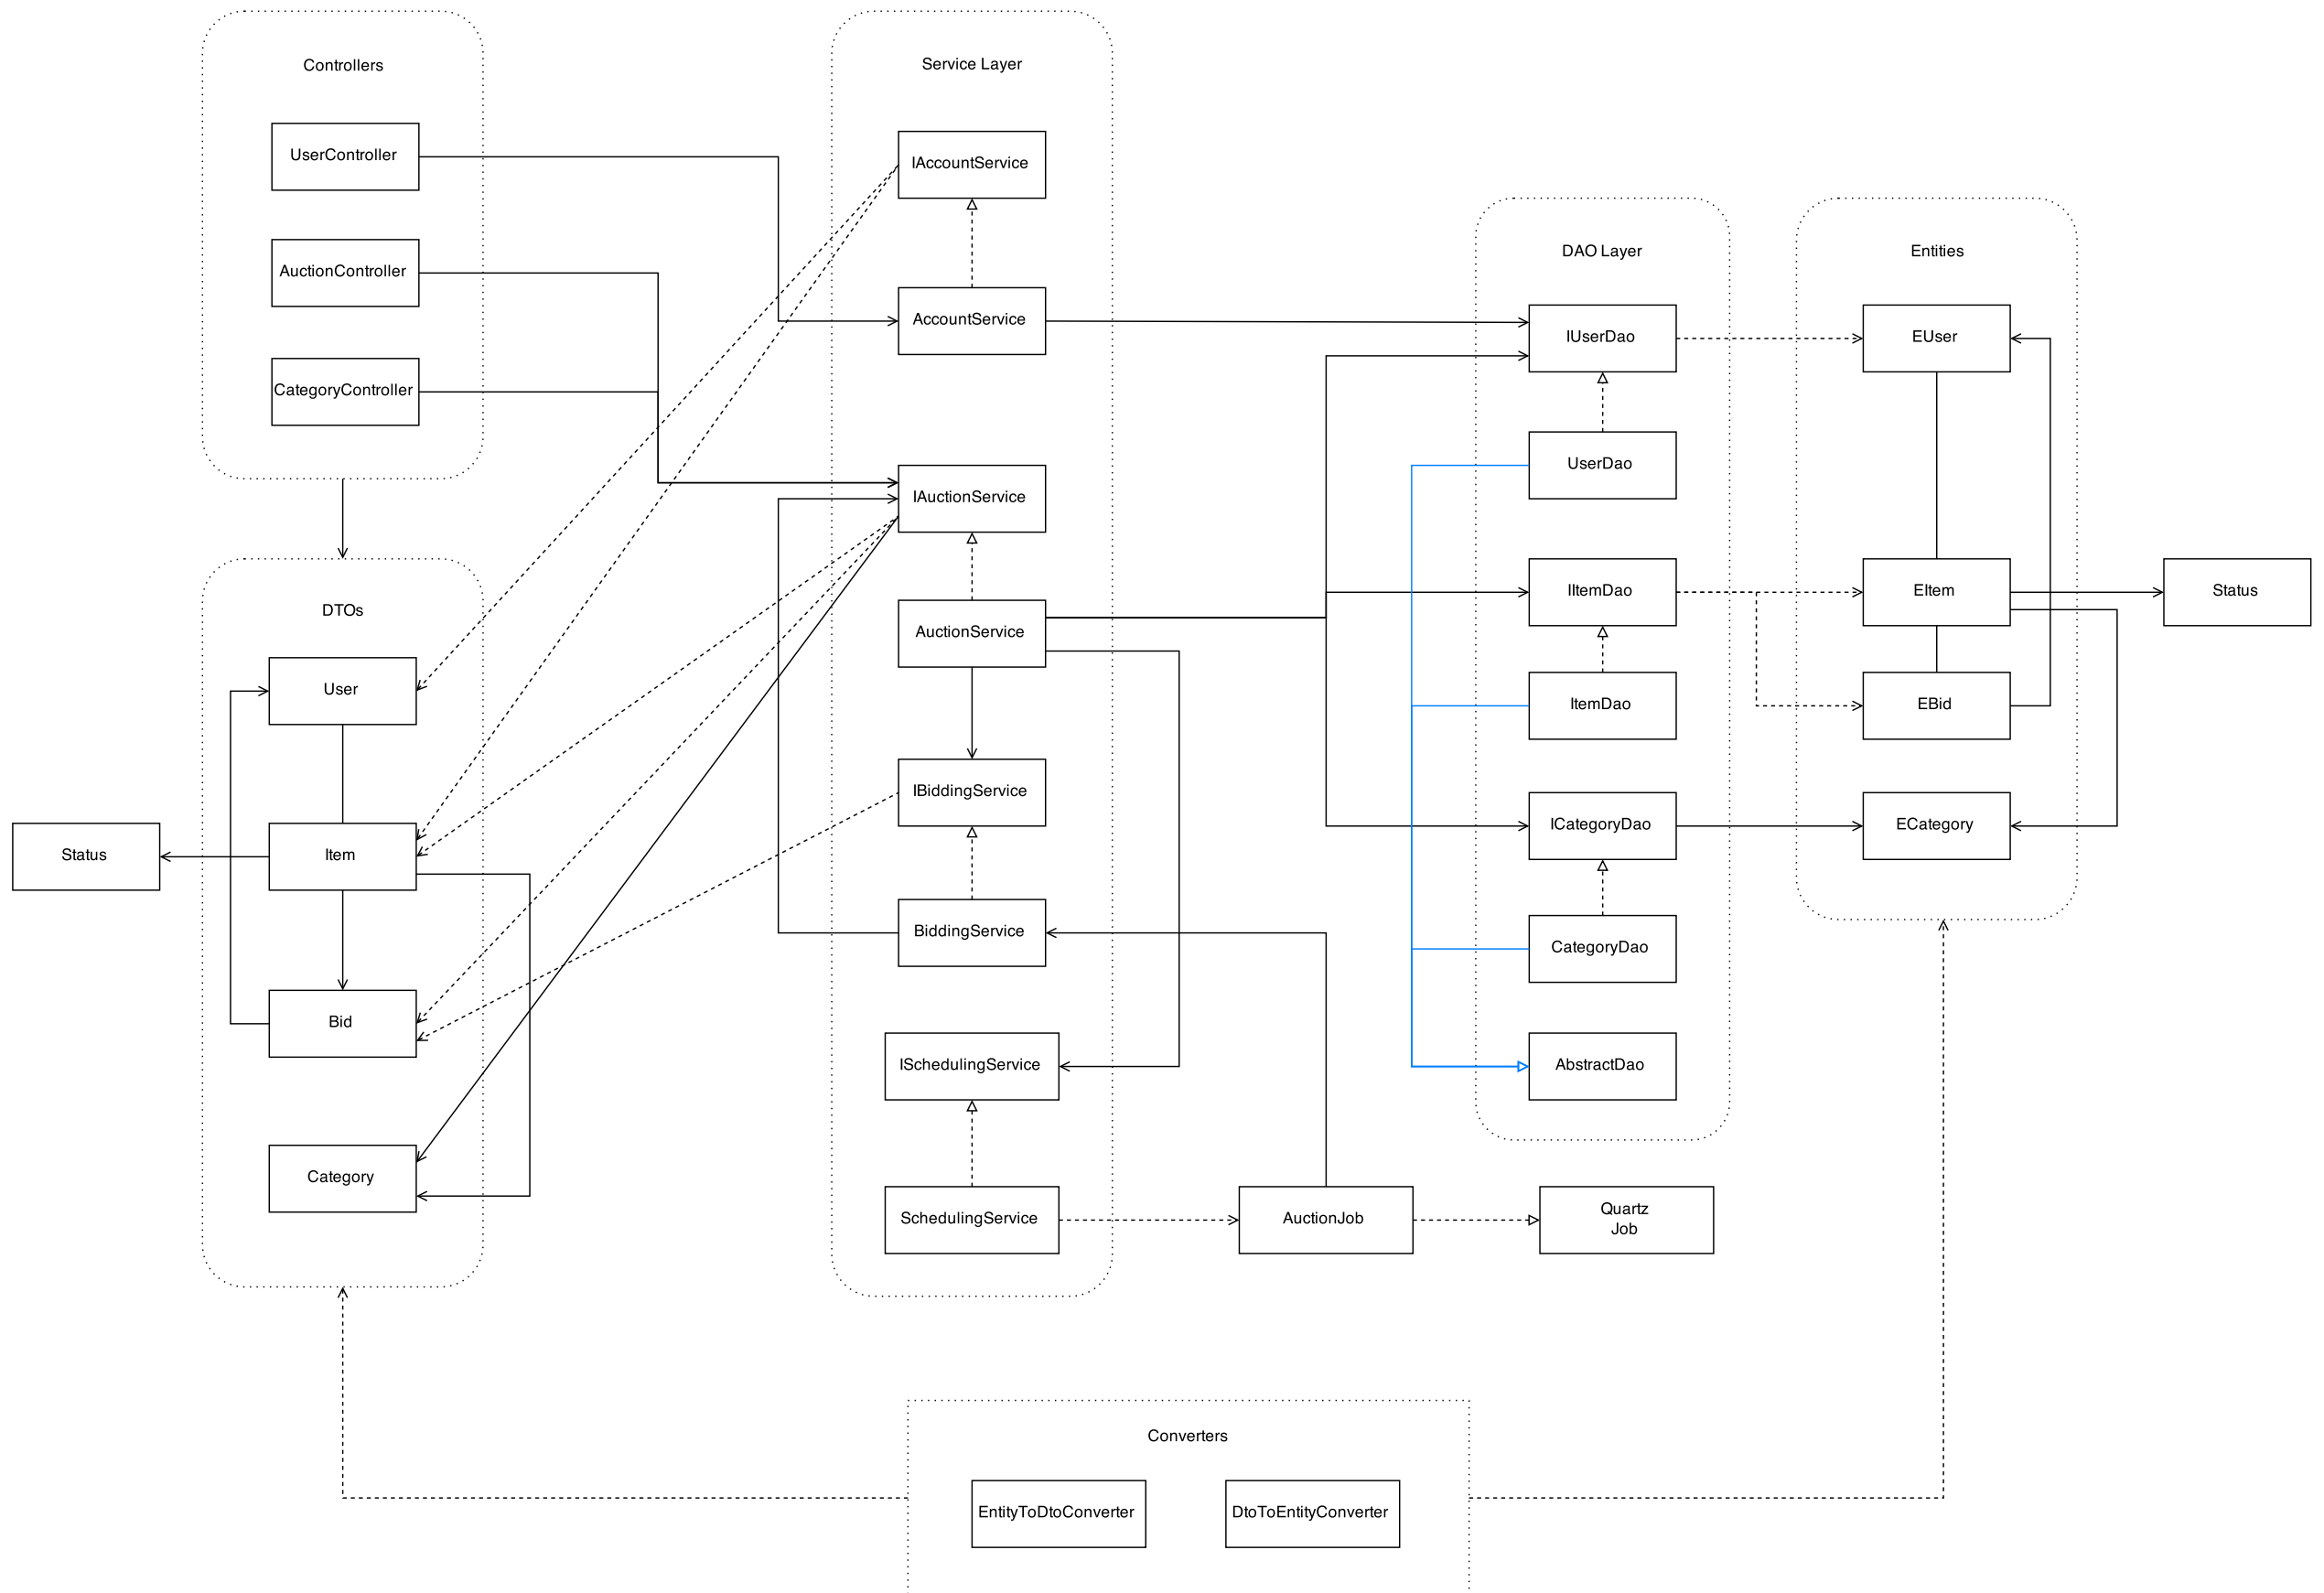 Controllers
UserController
AuctionController
CategoryController
DTOs
User
Item
Status
Bid
Category
Service Layer
IAccountService
AccountService
IAuctionService
AuctionService
IBiddingService
BiddingService
ISchedulingService
SchedulingService
AuctionJob
Quartz
Job
DAO Layer
IUserDao
UserDao
IItemDao
ItemDao
ICategoryDao
CategoryDao
AbstractDao
Entities
EUser
EItem
EBid
ECategory
Status
Converters
EntityToDtoConverter
DtoToEntityConverter